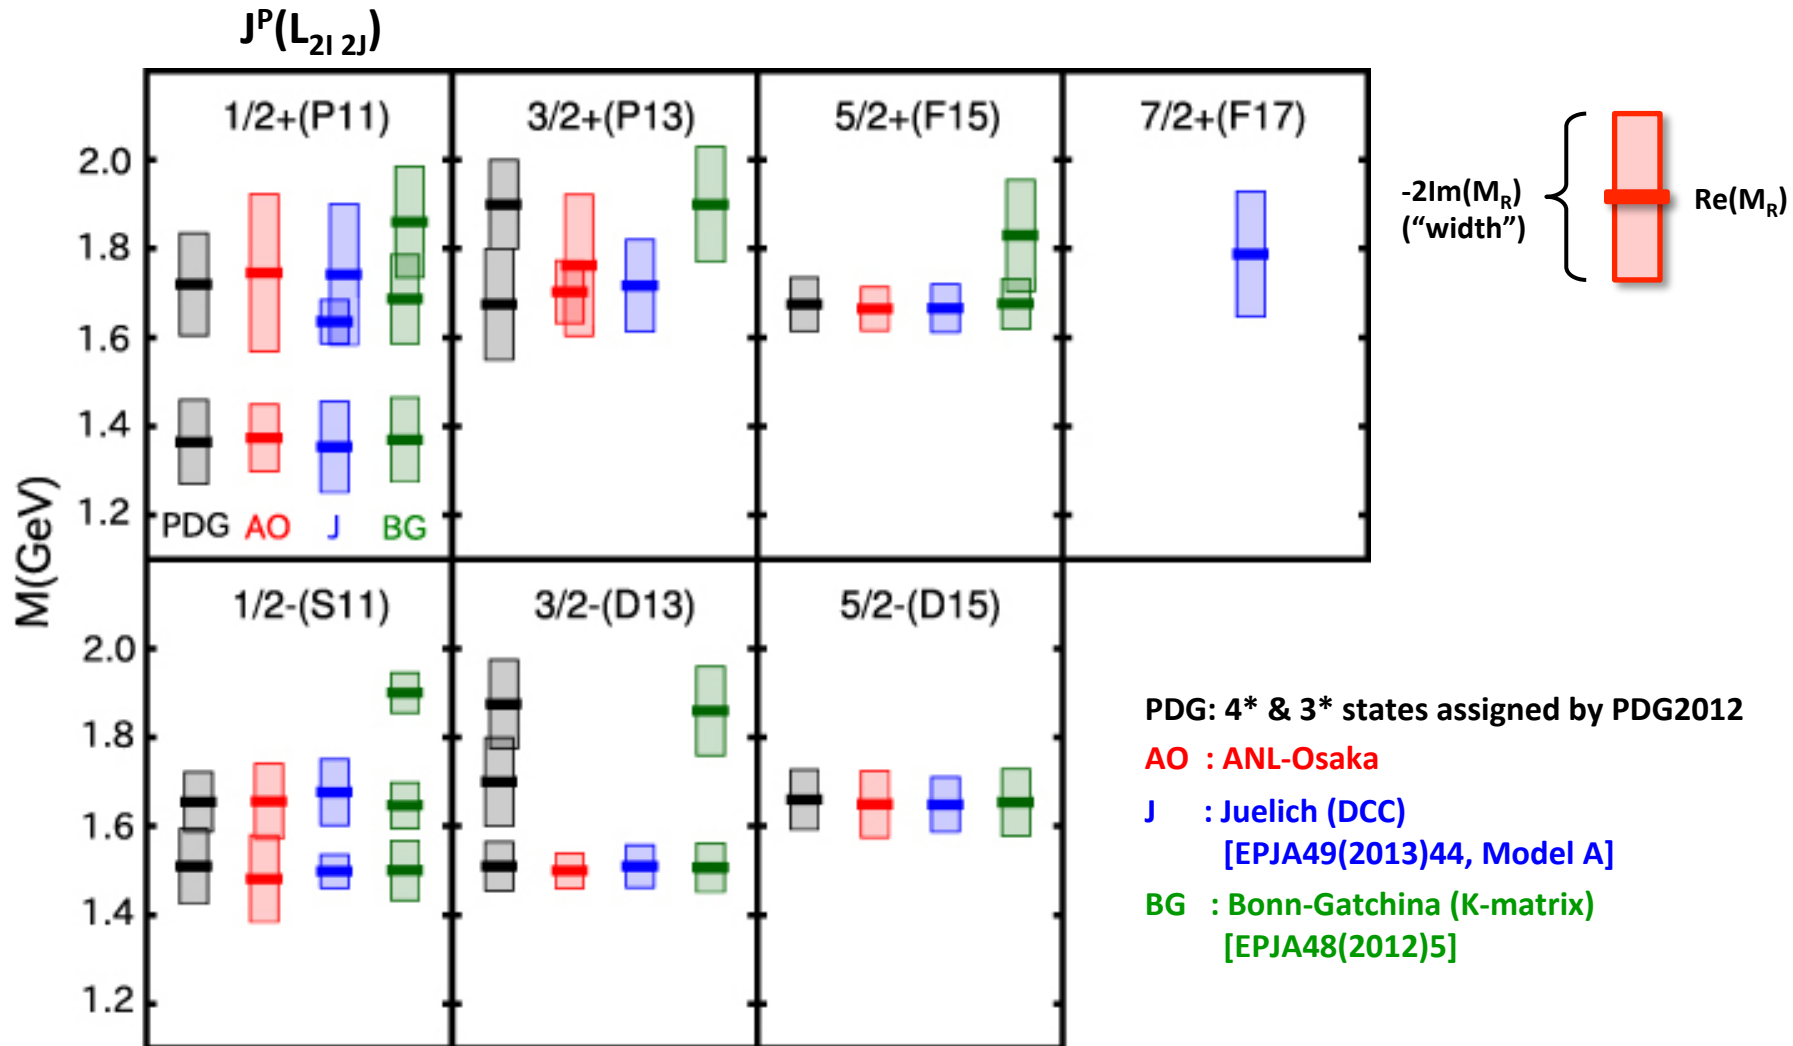 J^P(L_2I 2J)
1/2+(P11)
3/2+(P13)
5/2+(F15)
7/2+(F17)
2.0
1.8
1.6
1.4
1.2
PDG AO J BG
M(GeV)
-2Im(M_R)
(“width”)
Re(M_R)
1/2-(S11)
3/2-(D13)
5/2-(D15)
2.0
1.8
1.6
1.4
1.2
PDG: 4* & 3* states assigned by PDG2012
AO : ANL-Osaka
J : Juelich (DCC)
[EPJA49(2013)44, Model A]
BG : Bonn-Gatchina (K-matrix)
[EPJA48(2012)5]